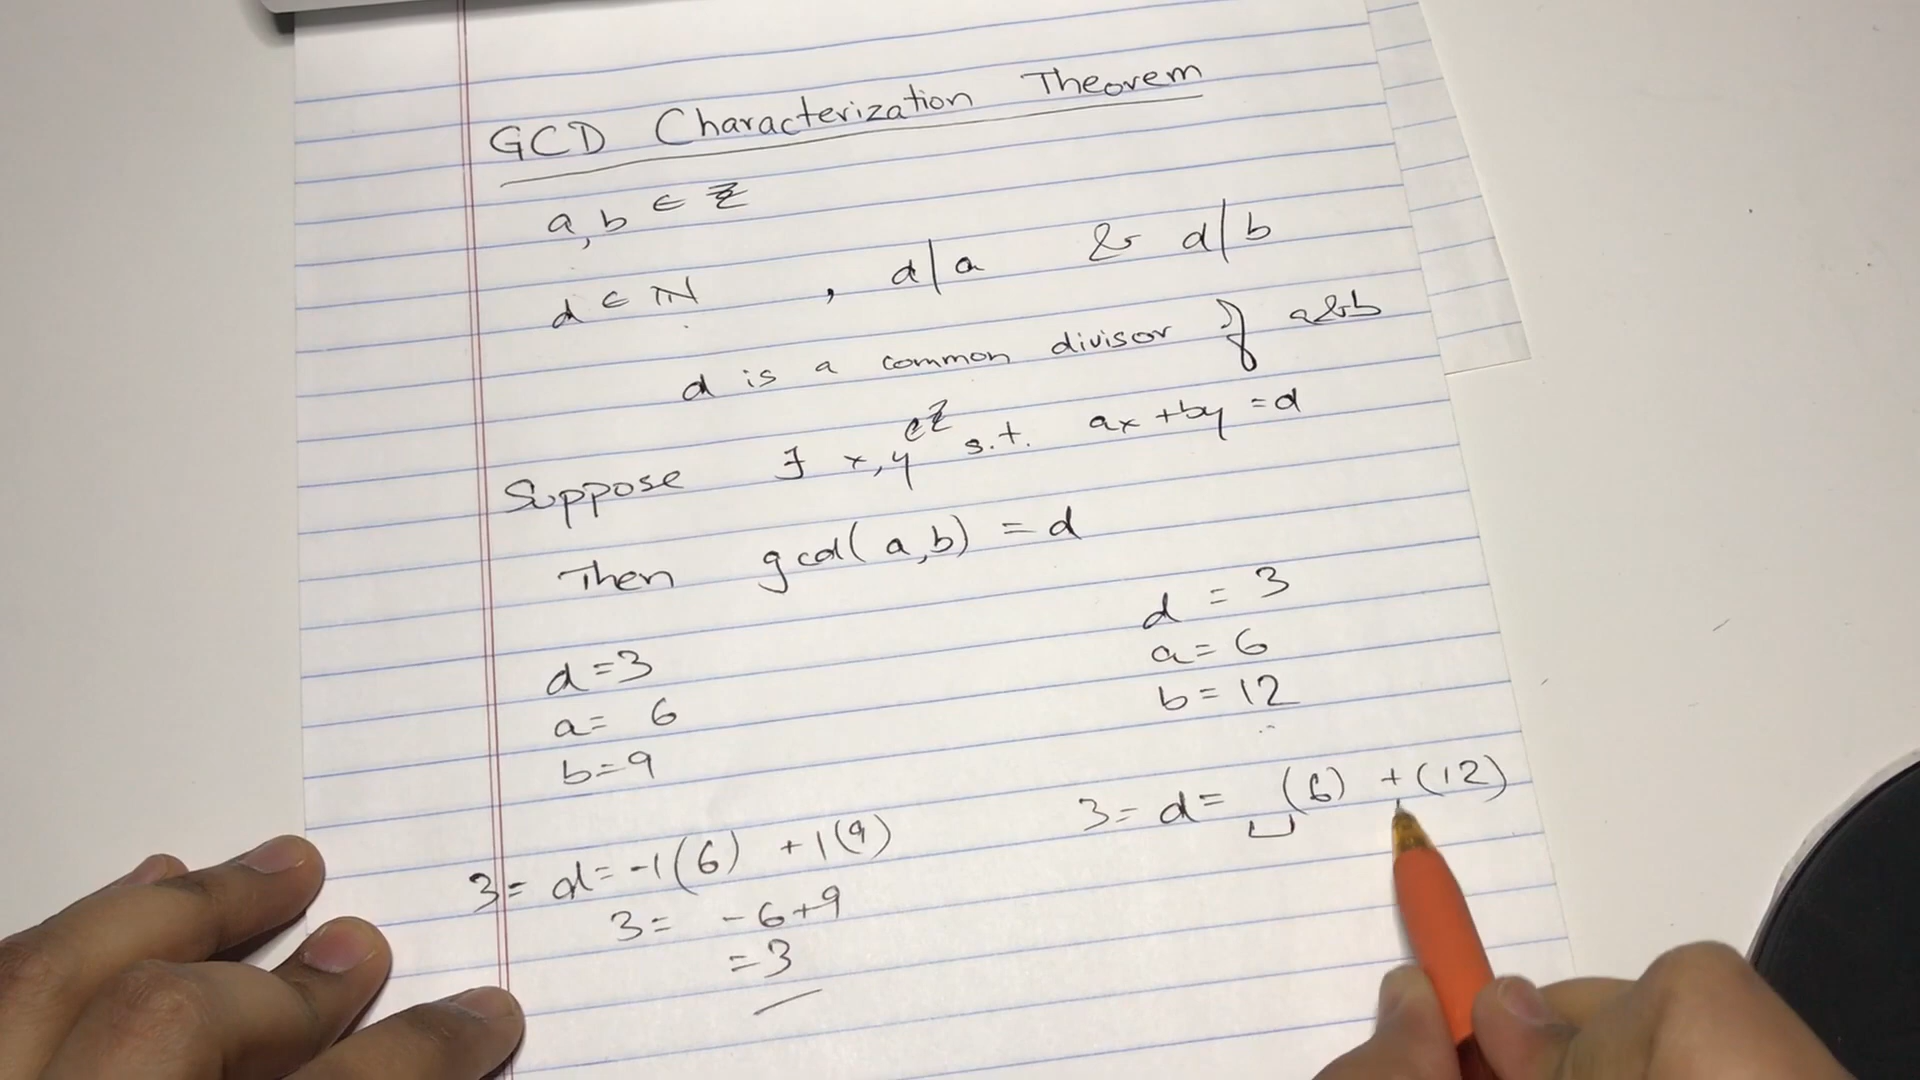 GCD Characterization Theorem
a, b ∈ ℤ
d ∈ ℕ , d|a & d|b
d is a common divisor of a&b
Suppose ∃ x, y ∈ ℤ s.t. ax + by = d
Then gcd(a,b) = d
d = 3
a = 6
b = 9
3 = d = -1(6) + 1(9)
3 = -6+9
= 3
d = 3
a = 6
b = 12
3 = d = (6) + (12)